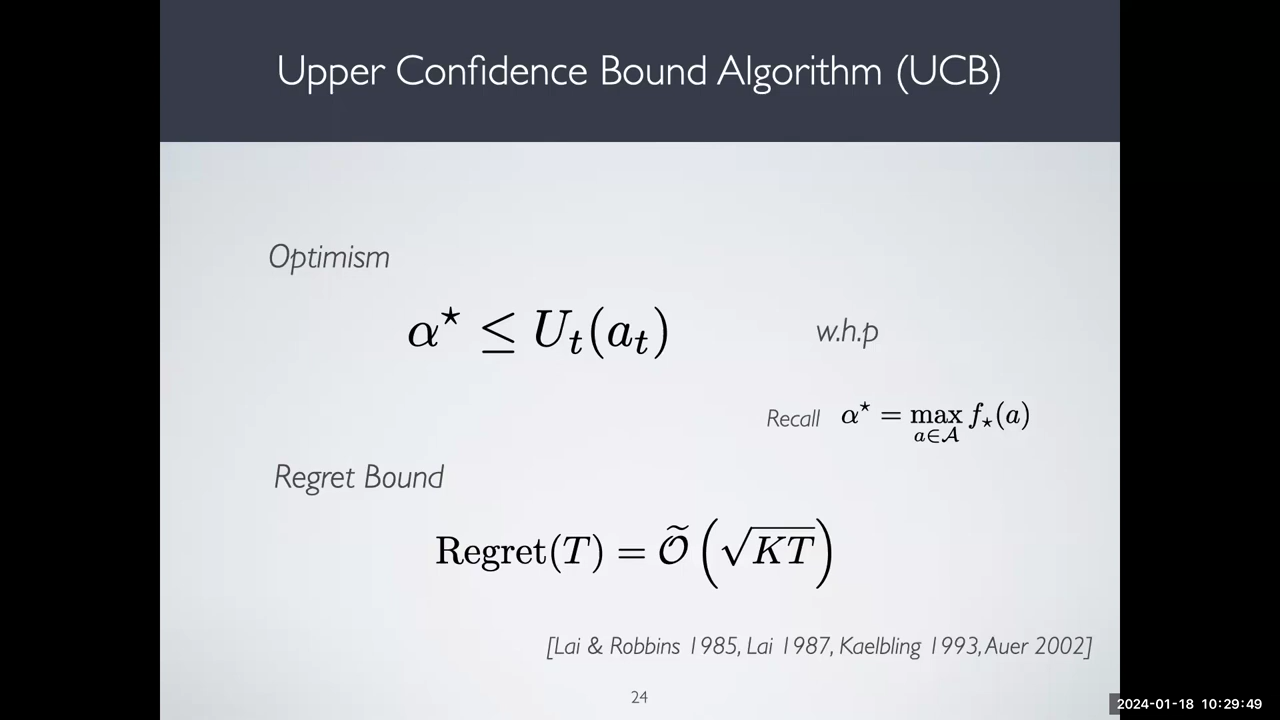 Upper Confidence Bound Algorithm (UCB)
Optimism
α⋆ ≤ U_t(a_t)
w.h.p
Recall α⋆ = max_{a∈𝒜} f_⋆(a)
Regret Bound
Regret(T) = Õ(√KT)
[Lai & Robbins 1985, Lai 1987, Kaelbling 1993, Auer 2002]
24
2024-01-18 10:29:49